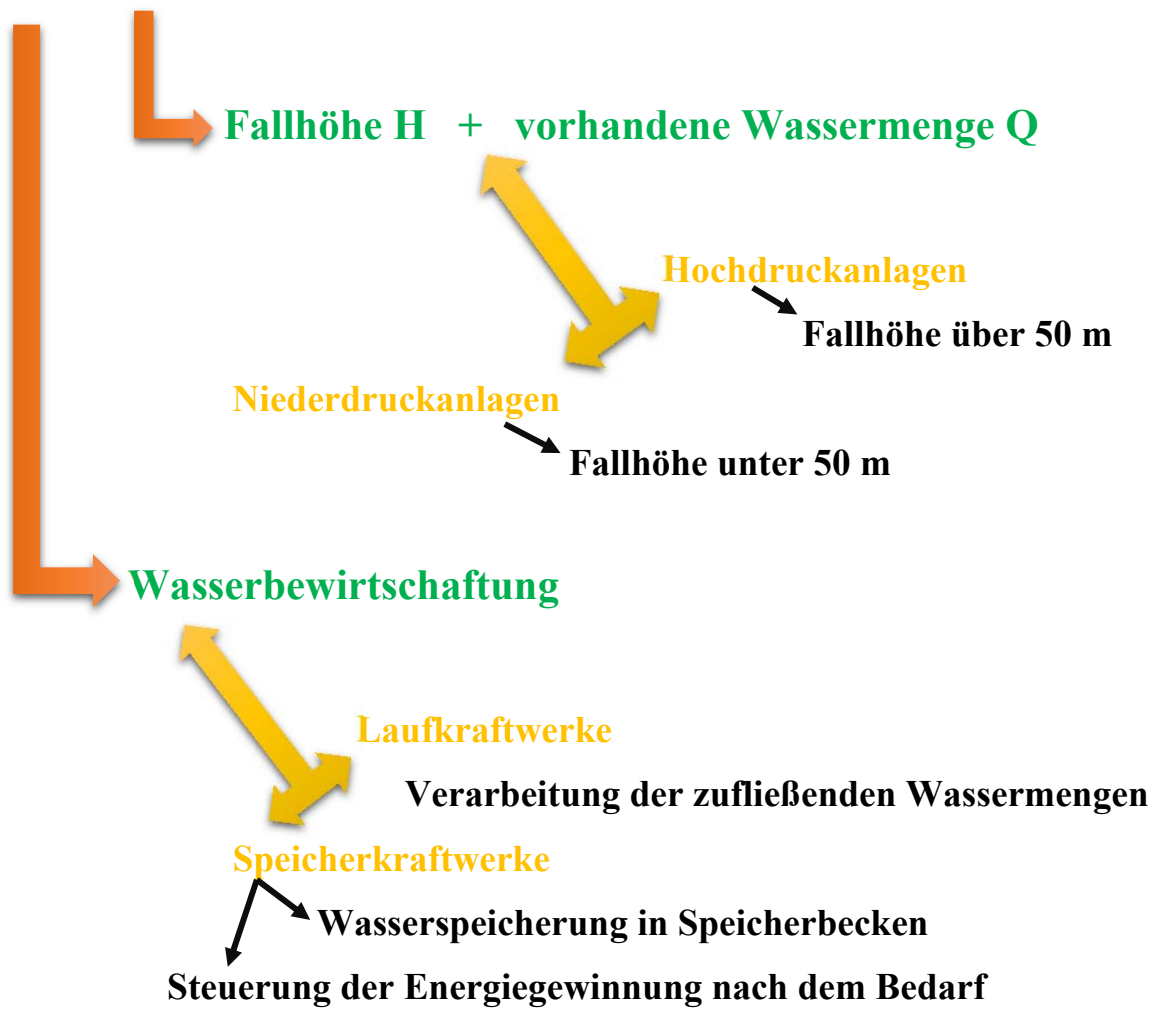 Fallhöhe H + vorhandene Wassermenge Q
Hochdruckanlagen
Fallhöhe über 50 m
Niederdruckanlagen
Fallhöhe unter 50 m
Wasserbewirtschaftung
Laufkraftwerke
Verarbeitung der zufließenden Wassermengen
Speicherkraftwerke
Wasserspeicherung in Speicherbecken
Steuerung der Energiegewinnung nach dem Bedarf